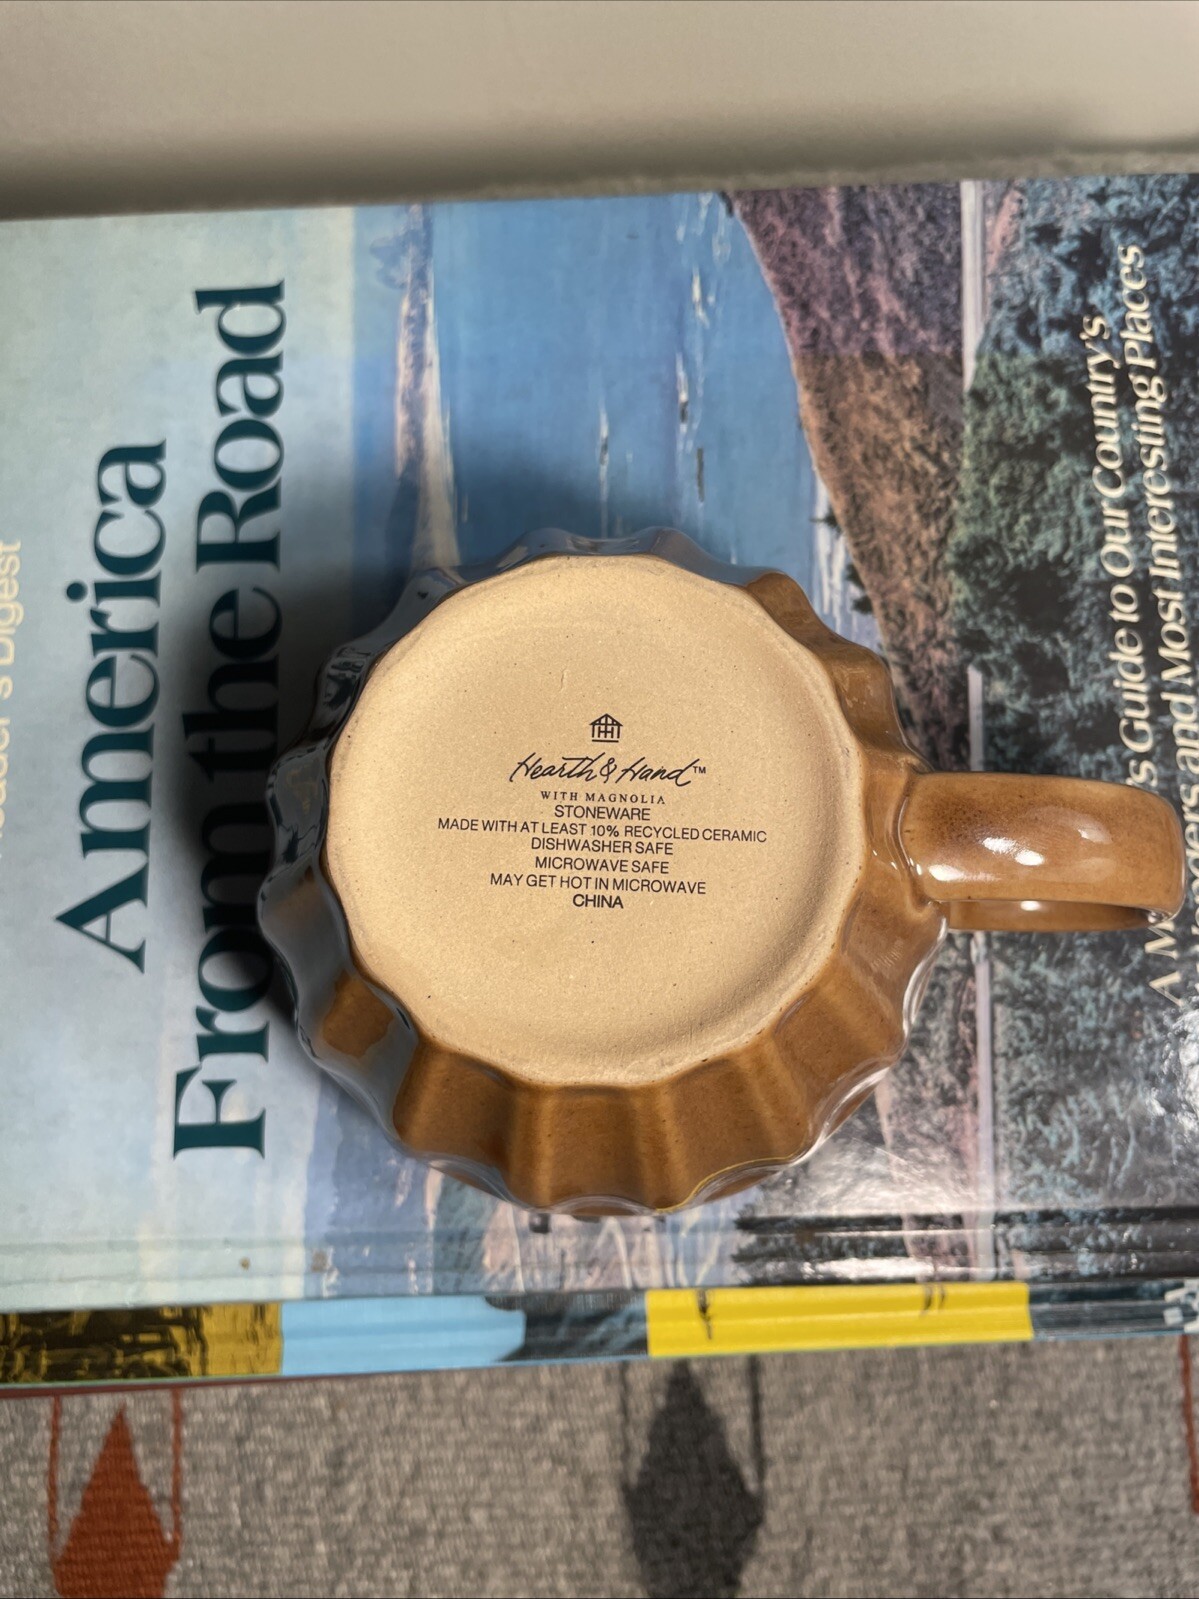 Hearth & Hand™
WITH MAGNOLIA
STONEWARE
MADE WITH AT LEAST 10% RECYCLED CERAMIC
DISHWASHER SAFE
MICROWAVE SAFE
MAY GET HOT IN MICROWAVE
CHINA
Digest
America
From the Road
Guide to Our Country's
and Most Interesting Places